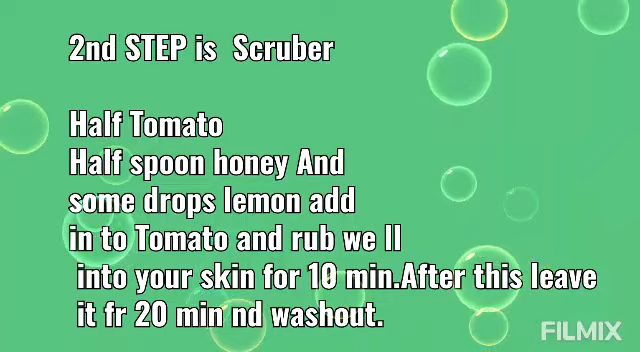 2nd STEP is  Scruber
Half Tomato
Half spoon honey And
some drops lemon add
in to Tomato and rub we ll
into your skin for 10 min.After this leave
it fr 20 min nd washout.
FILMIX